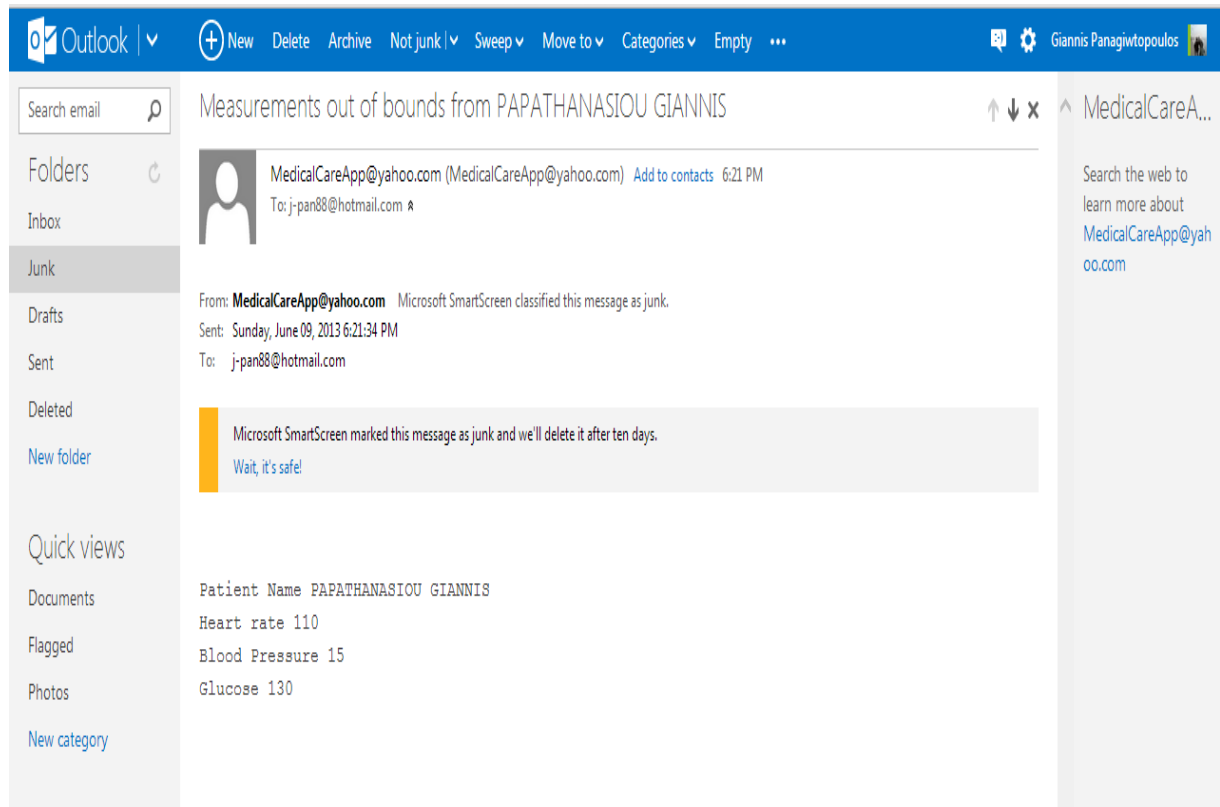 Outlook
New Delete Archive Not junk Sweep Move to Categories Empty ••• Giannis Panagiwtopoulos
Search email
Folders
Inbox
Junk
Drafts
Sent
Deleted
New folder
Quick views
Documents
Flagged
Photos
New category
Measurements out of bounds from PAPATHANASIOU GIANNIS
MedicalCareApp@yahoo.com (MedicalCareApp@yahoo.com) Add to contacts 6:21 PM
To: j-pan88@hotmail.com
From: MedicalCareApp@yahoo.com Microsoft SmartScreen classified this message as junk.
Sent: Sunday, June 09, 2013 6:21:34 PM
To: j-pan88@hotmail.com
Microsoft SmartScreen marked this message as junk and we'll delete it after ten days.
Wait, it's safe!
Patient Name PAPATHANASIOU GIANNIS
Heart rate 110
Blood Pressure 15
Glucose 130
MedicalCareA...
Search the web to
learn more about
MedicalCareApp@yah
oo.com